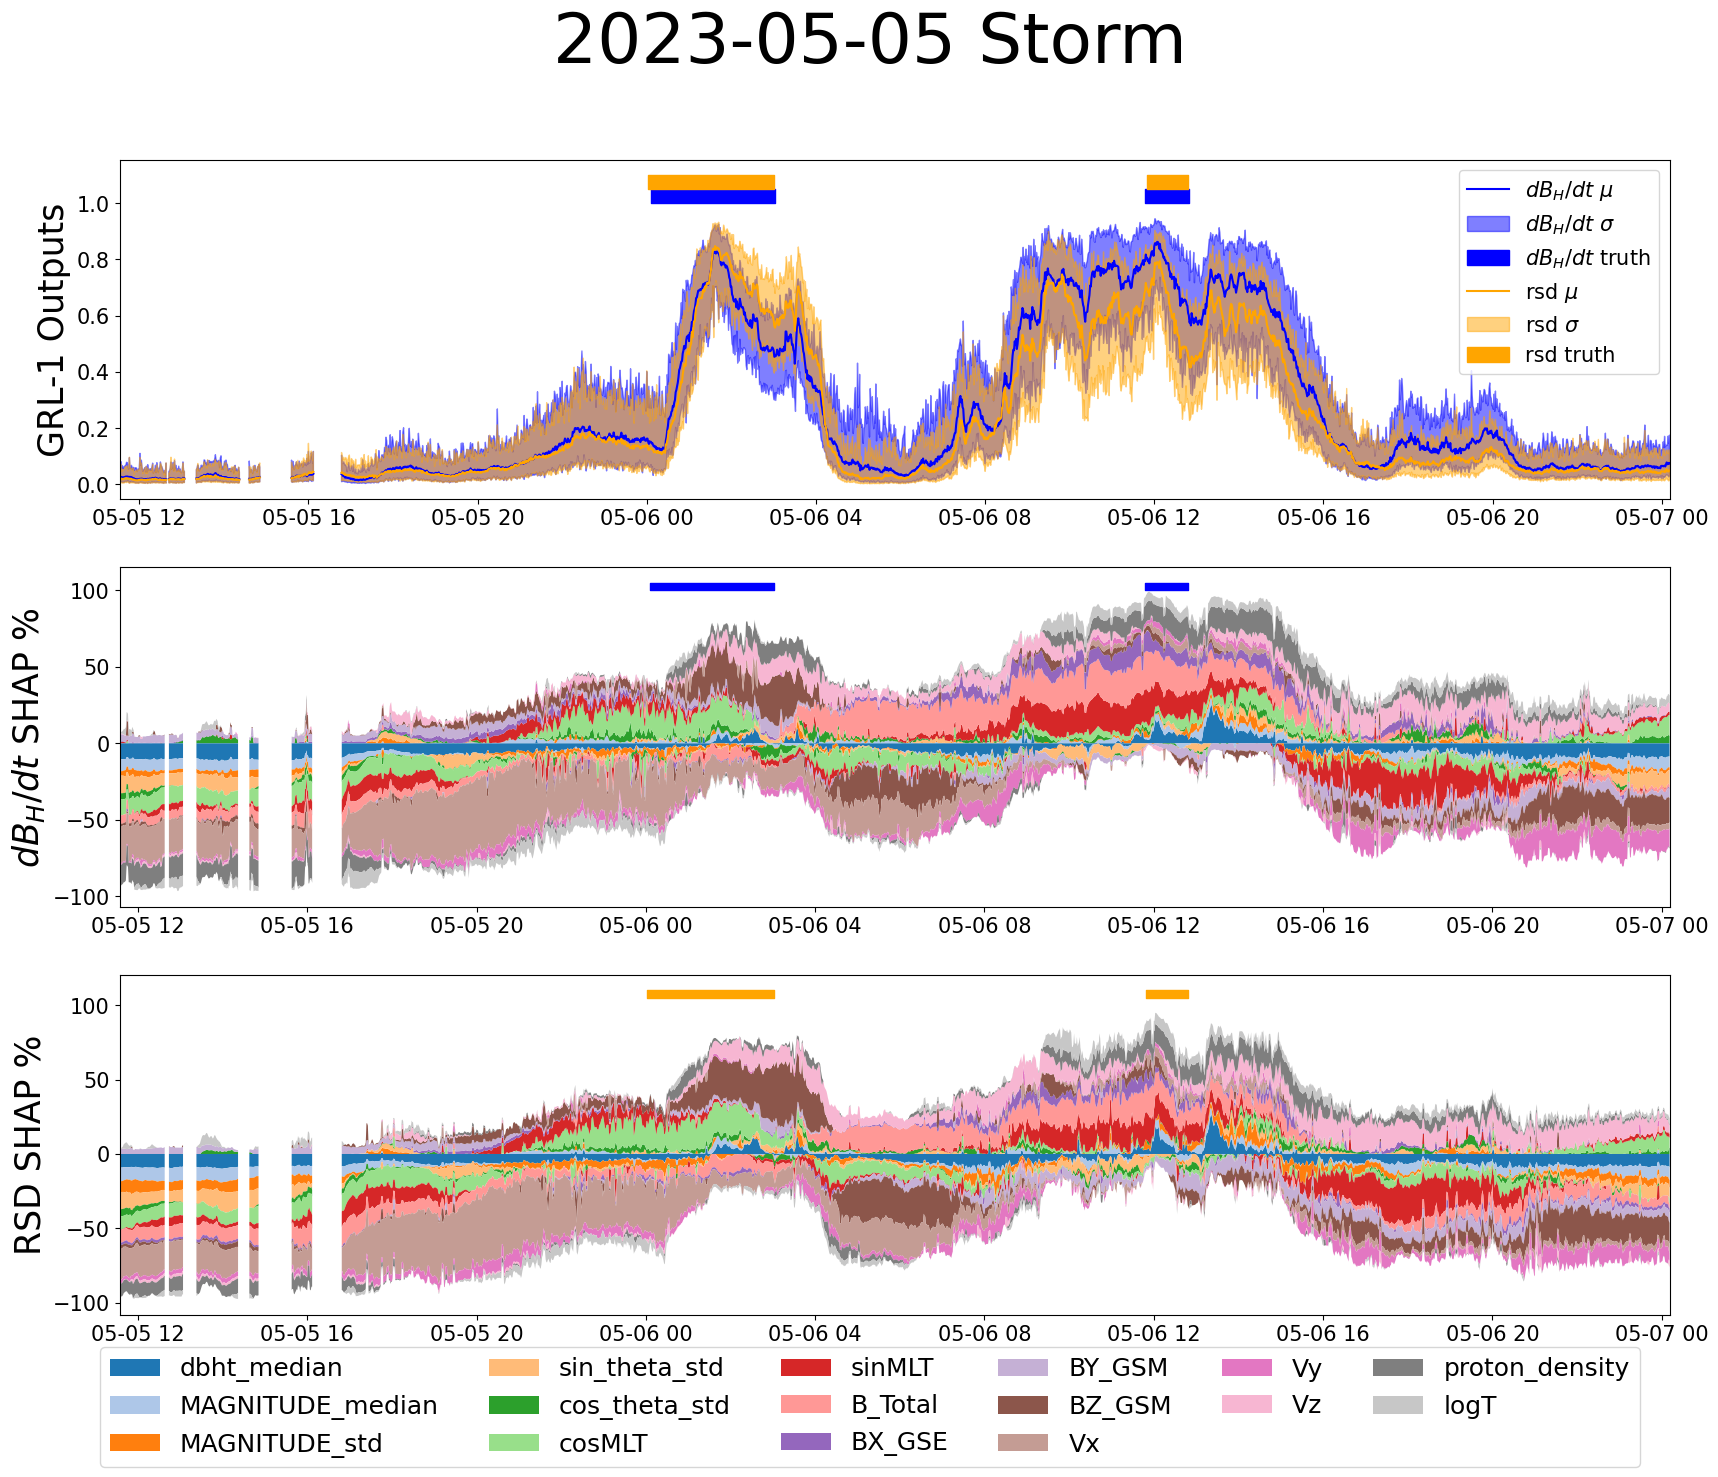 2023-05-05 Storm
GRL-1 Outputs
1.0
0.8
0.6
0.4
0.2
0.0
dB_H/dt μ
dB_H/dt σ
dB_H/dt truth
rsd μ
rsd σ
rsd truth
05-05 12 05-05 16 05-05 20 05-06 00 05-06 04 05-06 08 05-06 12 05-06 16 05-06 20 05-07 00
dB_H/dt SHAP %
100
50
0
−50
−100
05-05 12 05-05 16 05-05 20 05-06 00 05-06 04 05-06 08 05-06 12 05-06 16 05-06 20 05-07 00
RSD SHAP %
100
50
0
−50
−100
05-05 12 05-05 16 05-05 20 05-06 00 05-06 04 05-06 08 05-06 12 05-06 16 05-06 20 05-07 00
dbht_median sin_theta_std sinMLT BY_GSM Vy proton_density
MAGNITUDE_median cos_theta_std B_Total BZ_GSM Vz logT
MAGNITUDE_std cosMLT BX_GSE Vx